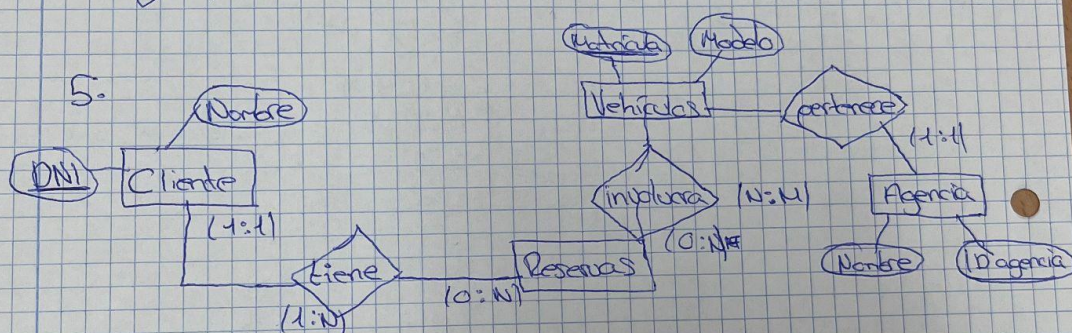 5.
Matrícula
Modelo
Nombre
Vehículos
pertenece
(1:1)
DNI
Cliente
involucra
(N:M)
Agencia
(1:1)
(0:N)
tiene
Reservas
Nombre
ID agencia
(0:N)
(1:N)